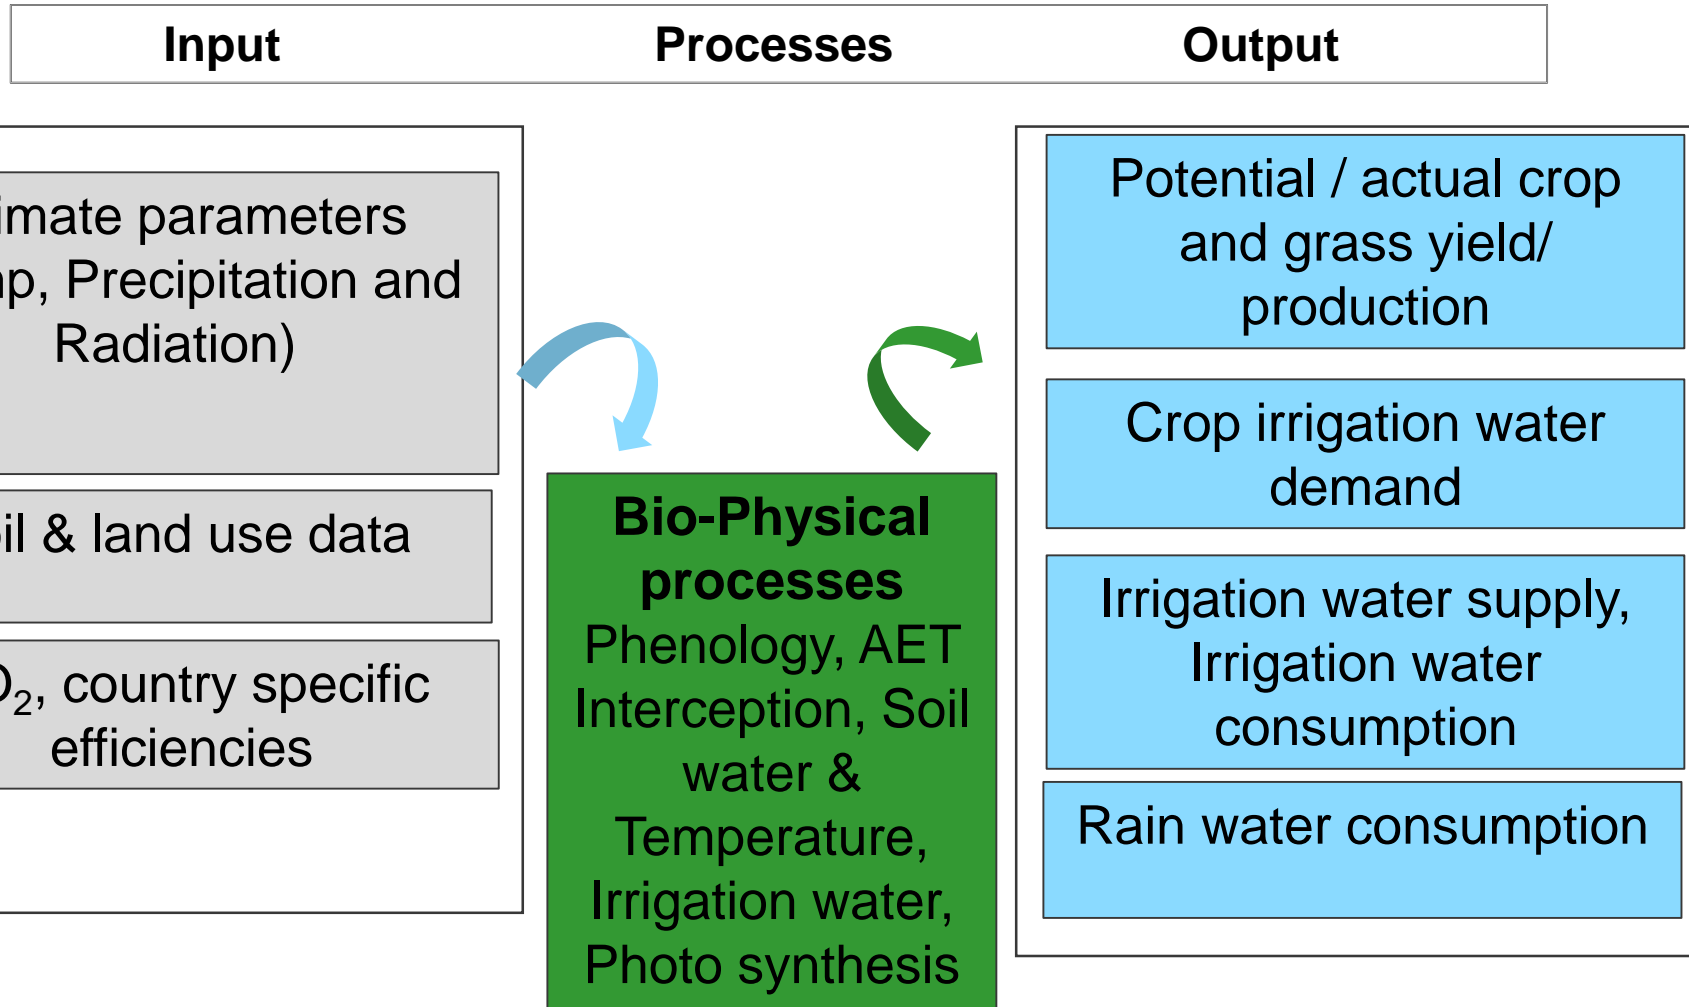 Input Processes Output
imate parameters
np, Precipitation and
Radiation)
il & land use data
O₂, country specific
efficiencies
Bio-Physical
processes
Phenology, AET
Interception, Soil
water &
Temperature,
Irrigation water,
Photo synthesis
Potential / actual crop
and grass yield/
production
Crop irrigation water
demand
Irrigation water supply,
Irrigation water
consumption
Rain water consumption